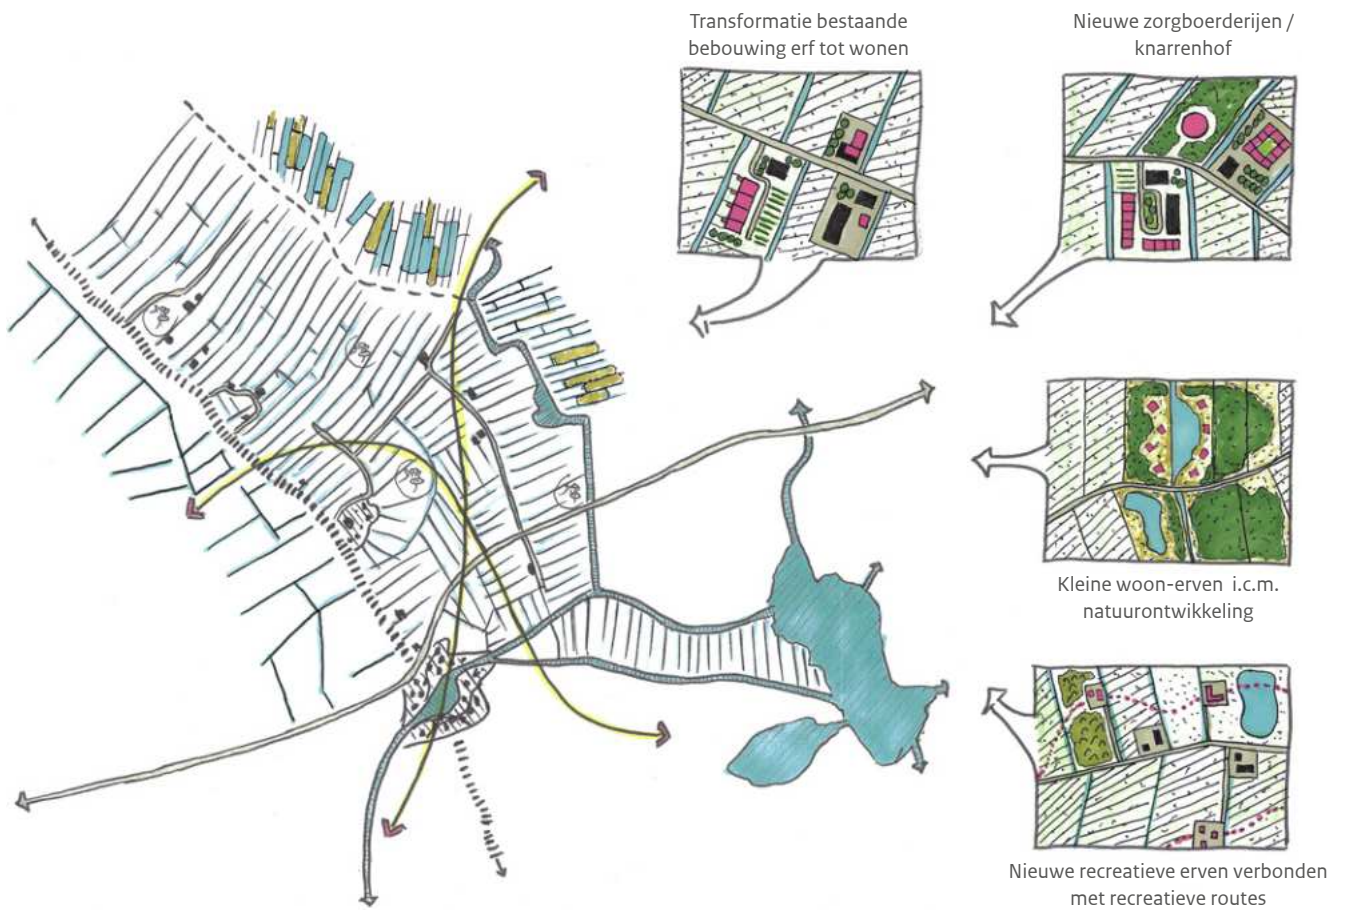 Transformatie bestaande
bebouwing erf tot wonen
Nieuwe zorgboerderijen /
knarrenhof
Kleine woon-erven i.c.m.
natuurontwikkeling
Nieuwe recreatieve erven verbonden
met recreatieve routes